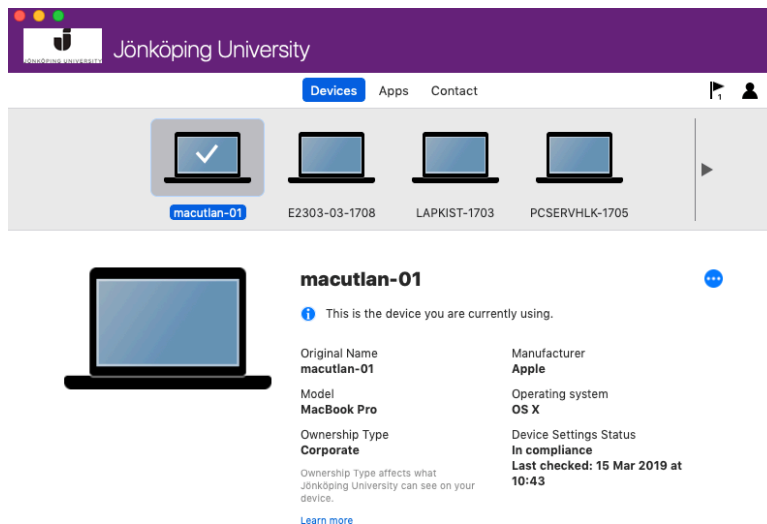 JÖNKÖPING UNIVERSITY
Jönköping University
Devices Apps Contact
1
macutlan-01 E2303-03-1708 LAPKIST-1703 PCSERVHLK-1705
macutlan-01
This is the device you are currently using.
Original Name
macutlan-01
Manufacturer
Apple
Model
MacBook Pro
Operating system
OS X
Ownership Type
Corporate
Ownership Type affects what
Jönköping University can see on your
device.
Learn more
Device Settings Status
In compliance
Last checked: 15 Mar 2019 at
10:43